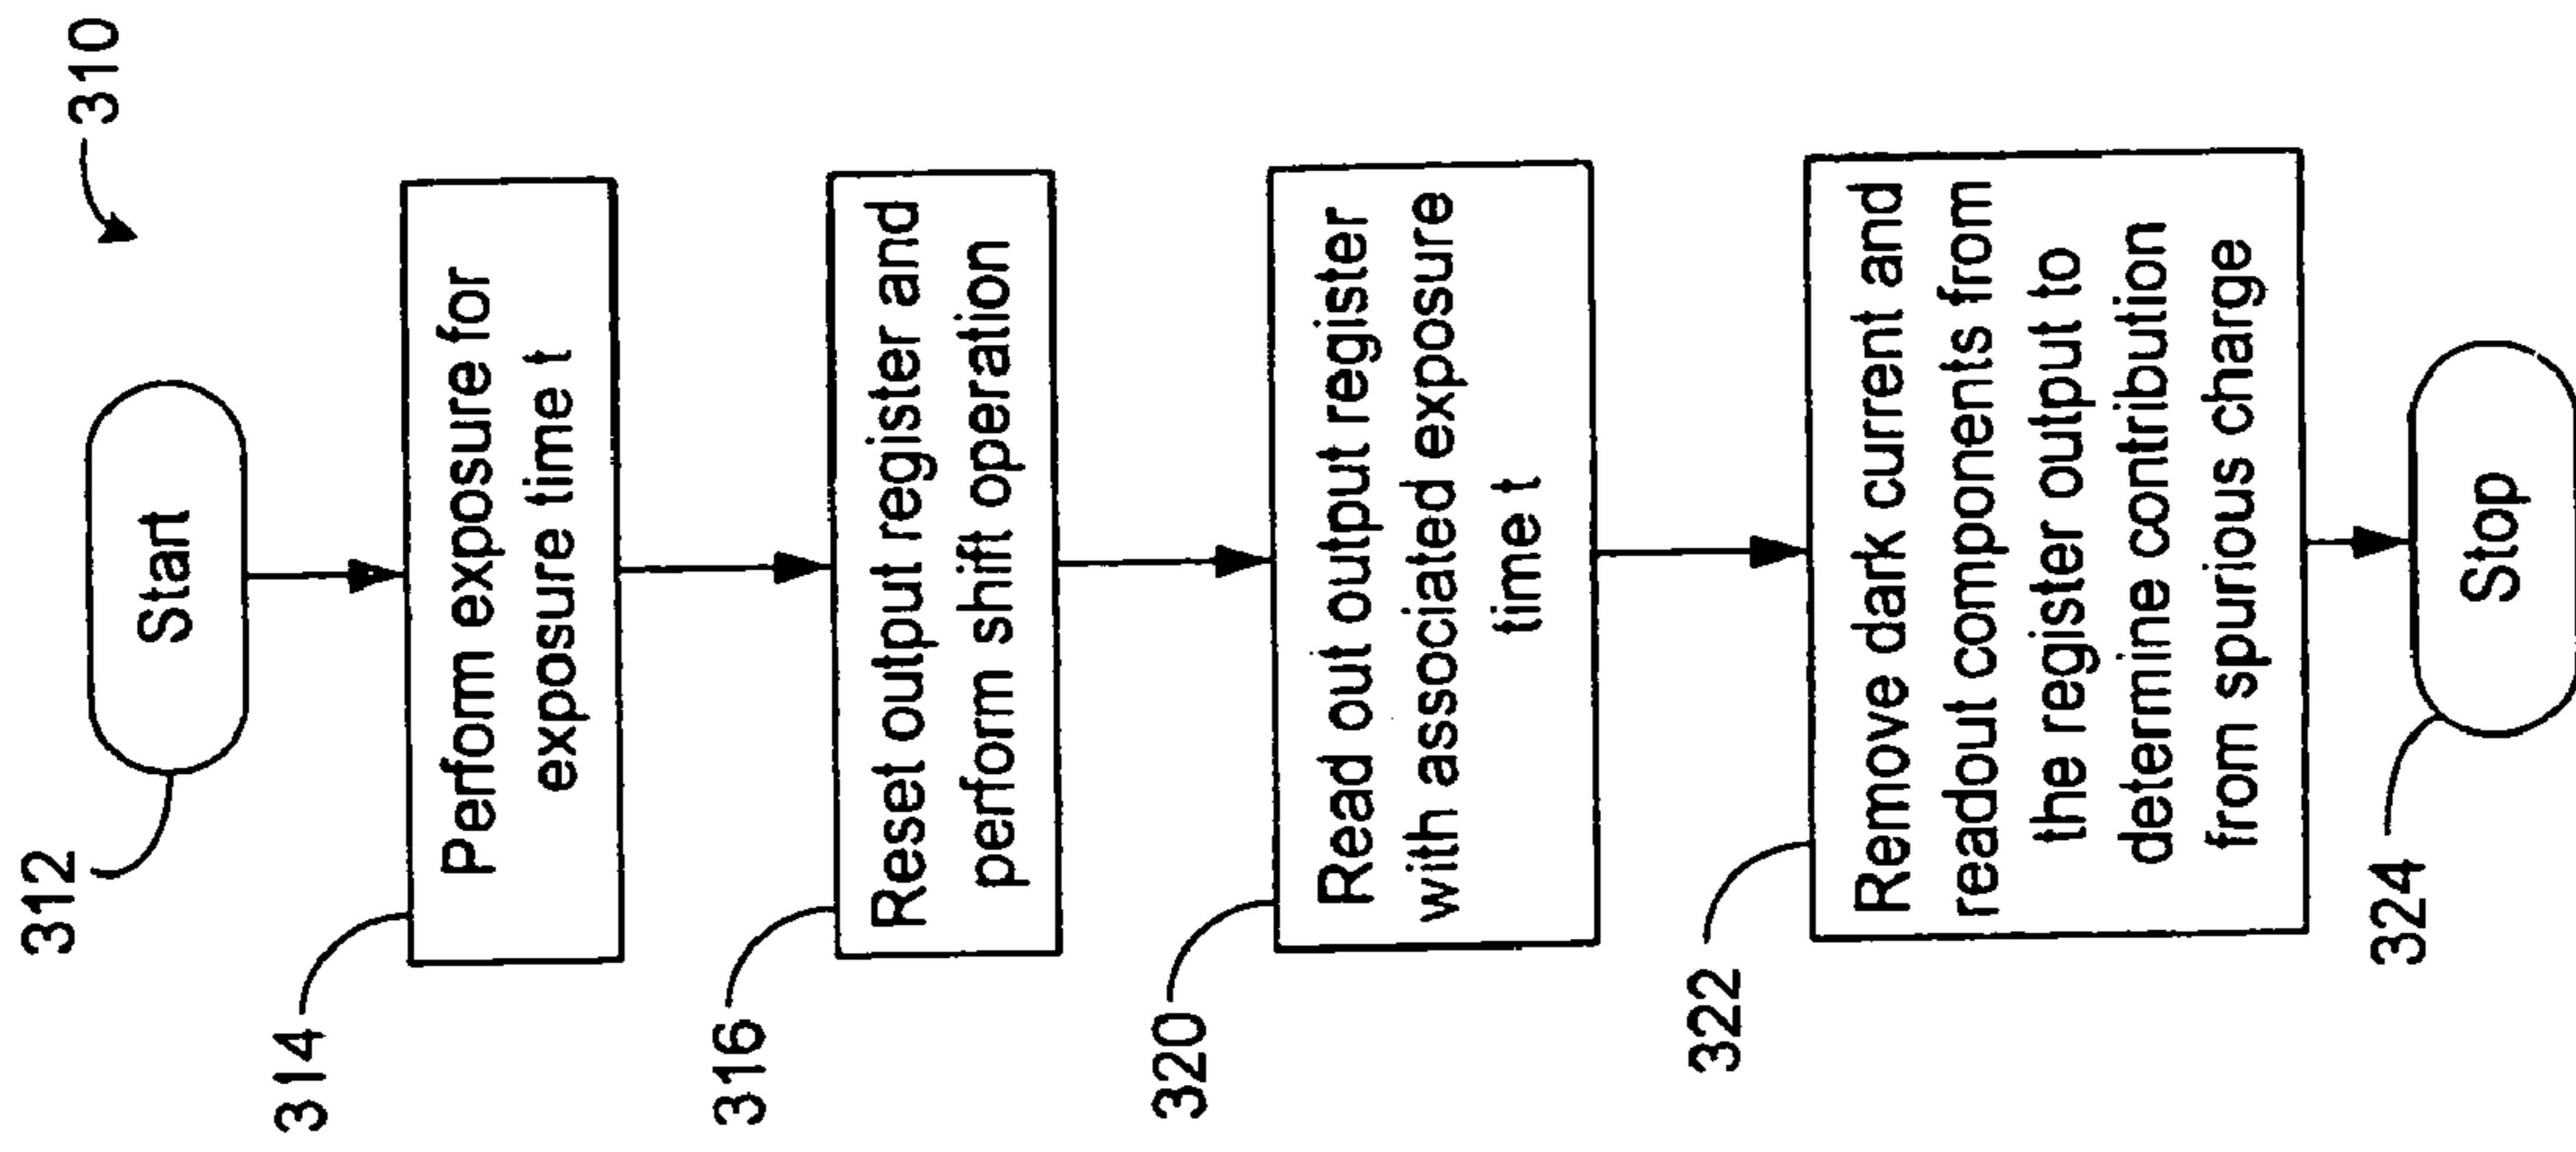 310
312
Start
314
Perform exposure for
exposure time t
316
Reset output register and
perform shift operation
320
Read out output register
with associated exposure
time t
322
Remove dark current and
readout components from
the register output to
determine contribution
from spurious charge
324
Stop